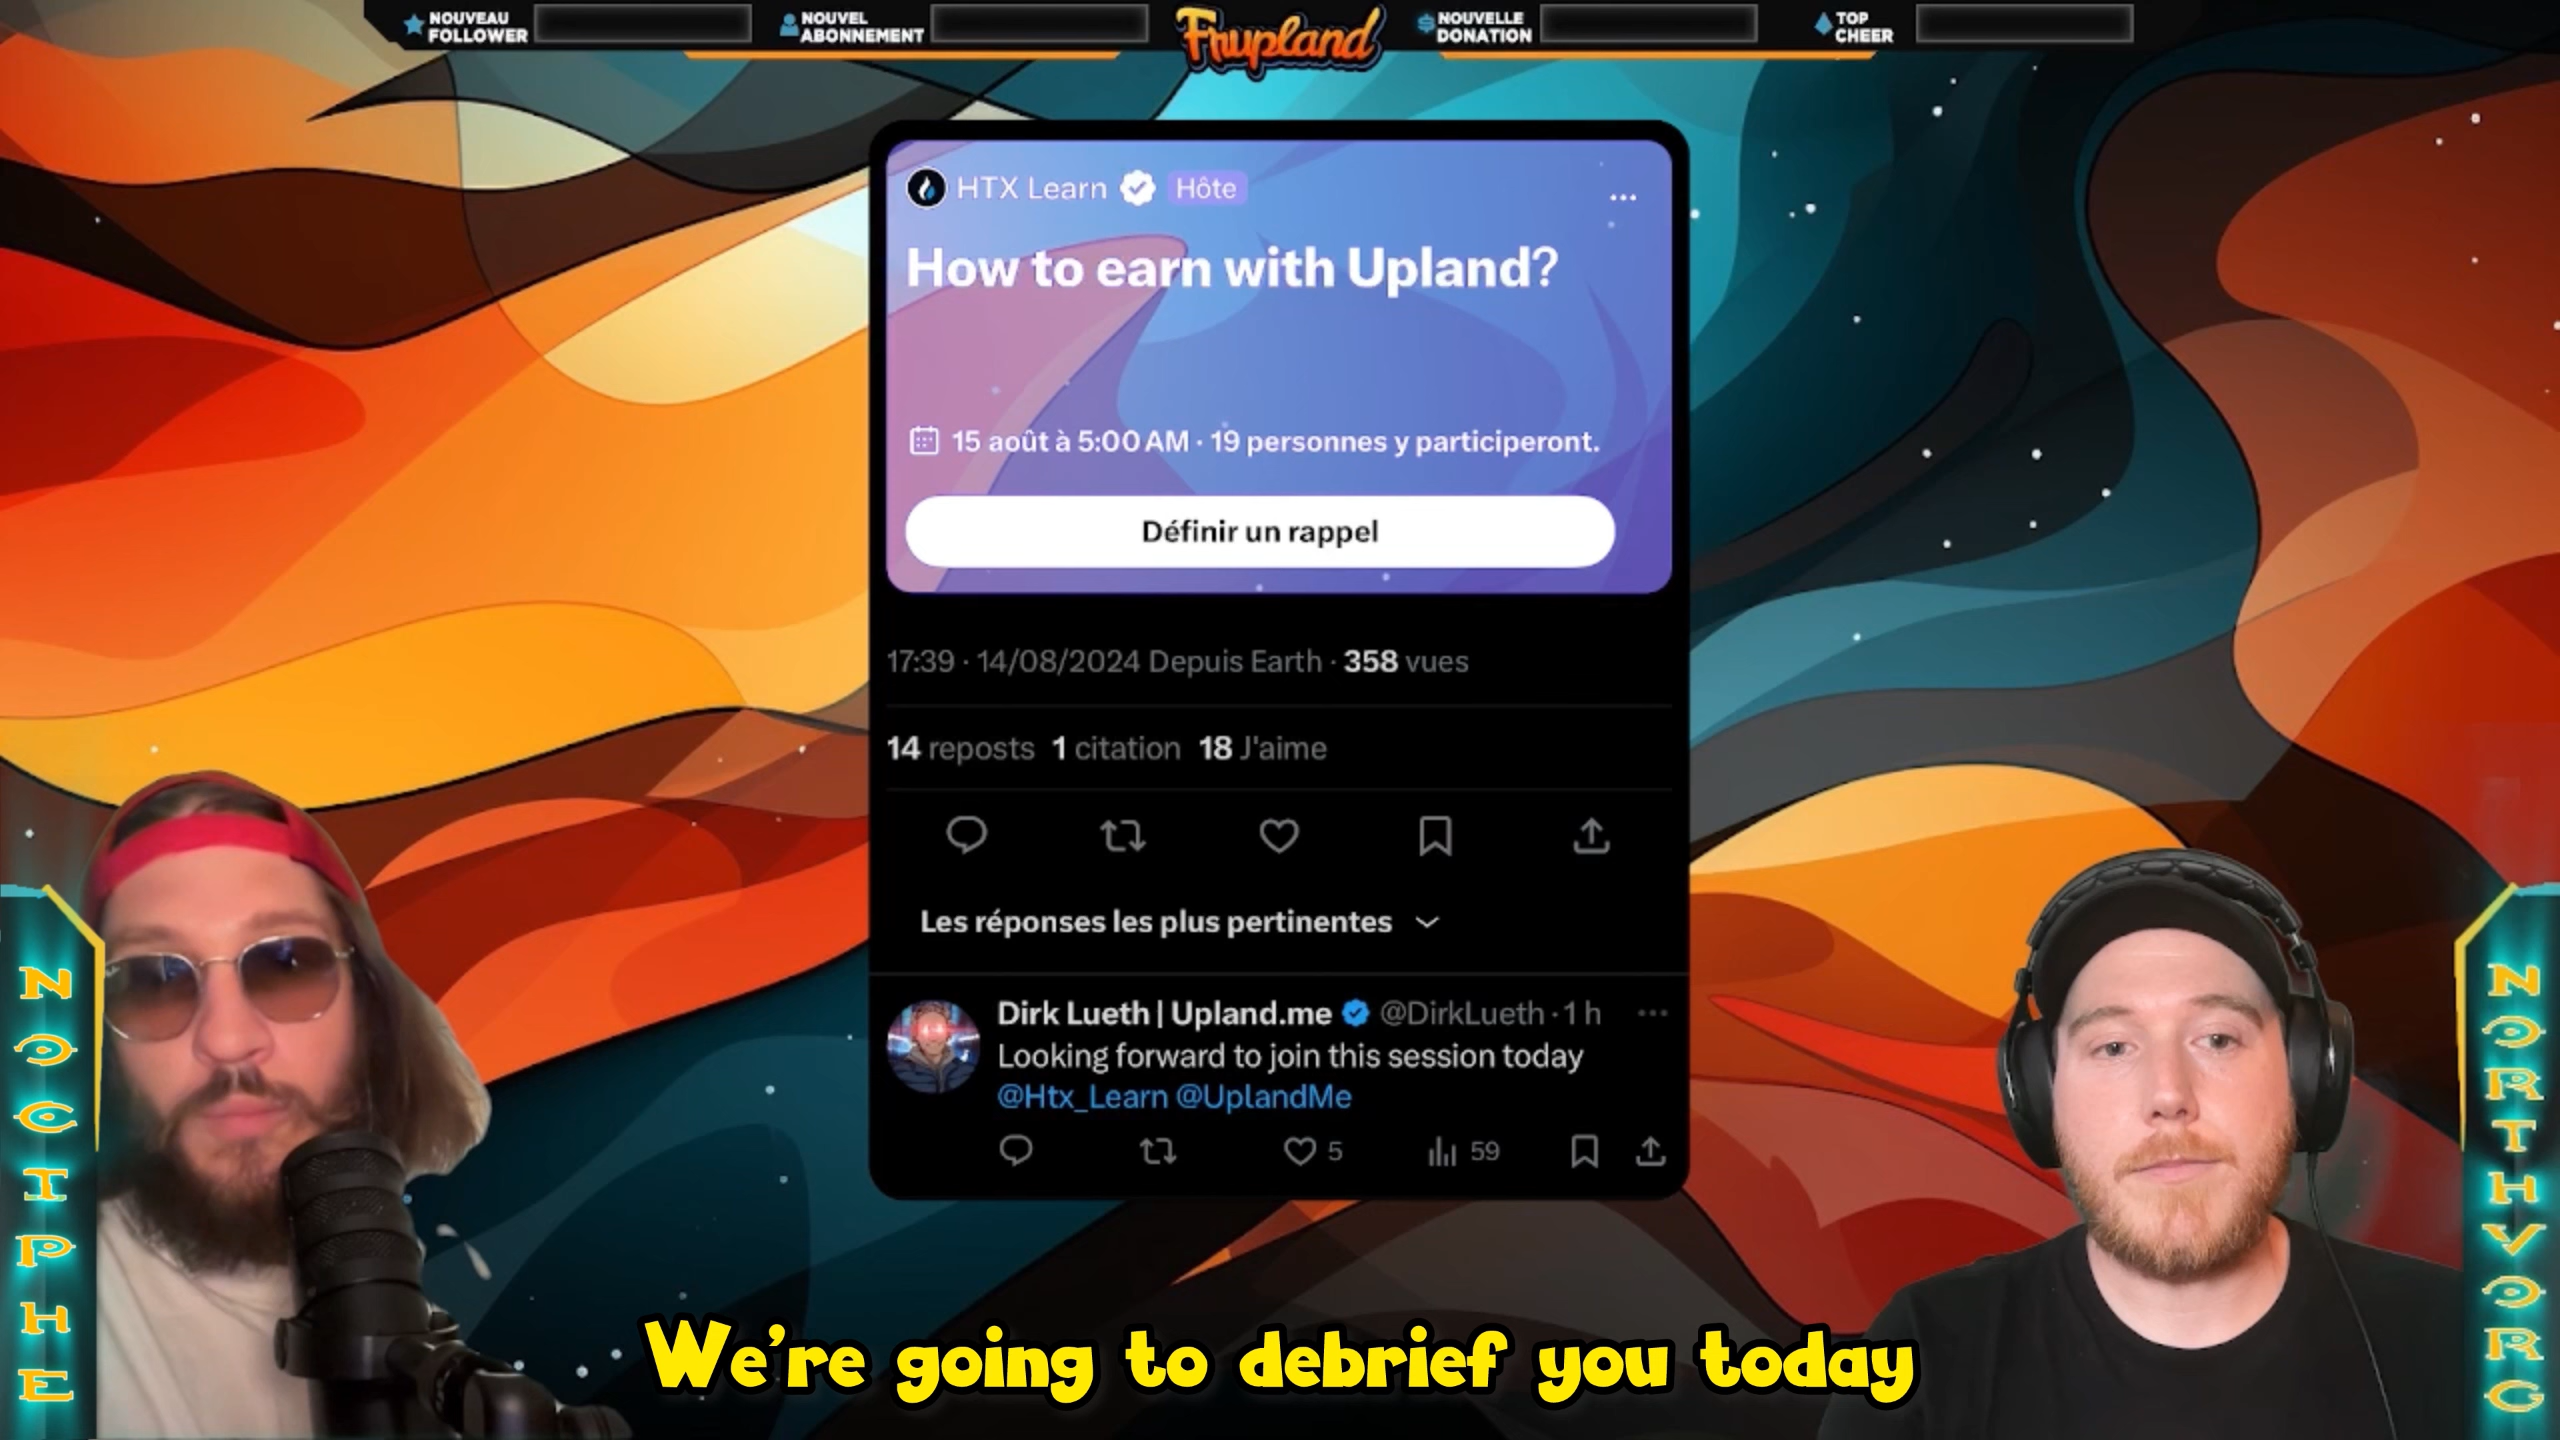 NOUVEAU
FOLLOWER
NOUVEL
ABONNEMENT
Frupland
NOUVELLE
DONATION
TOP
CHEER
HTX Learn Hôte
How to earn with Upland?
15 août à 5:00 AM · 19 personnes y participeront.
Définir un rappel
17:39 · 14/08/2024 Depuis Earth · 358 vues
14 reposts 1 citation 18 J'aime
Les réponses les plus pertinentes
Dirk Lueth | Upland.me @DirkLueth · 1 h
Looking forward to join this session today
@Htx_Learn @UplandMe
5 59
NOCIPHE
NORTHVORG
We're going to debrief you today